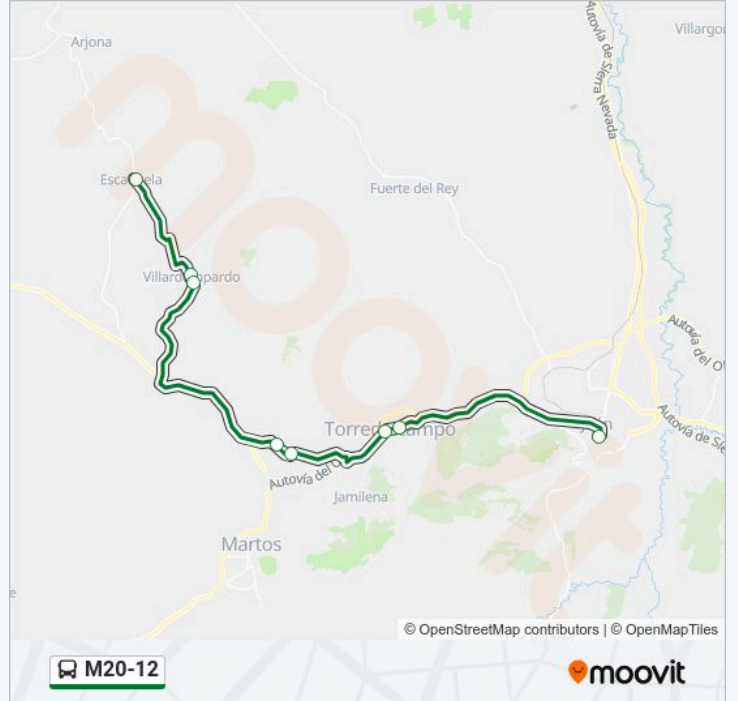 Arjona
Autovía de Sierra Nevada
Fuerte del Rey
Autovía del O
Autovía de Sie
Autovía del O
Jamilena
Martos
e
© OpenStreetMap contributors | © OpenMapTiles
M20-12
moovit
moovit